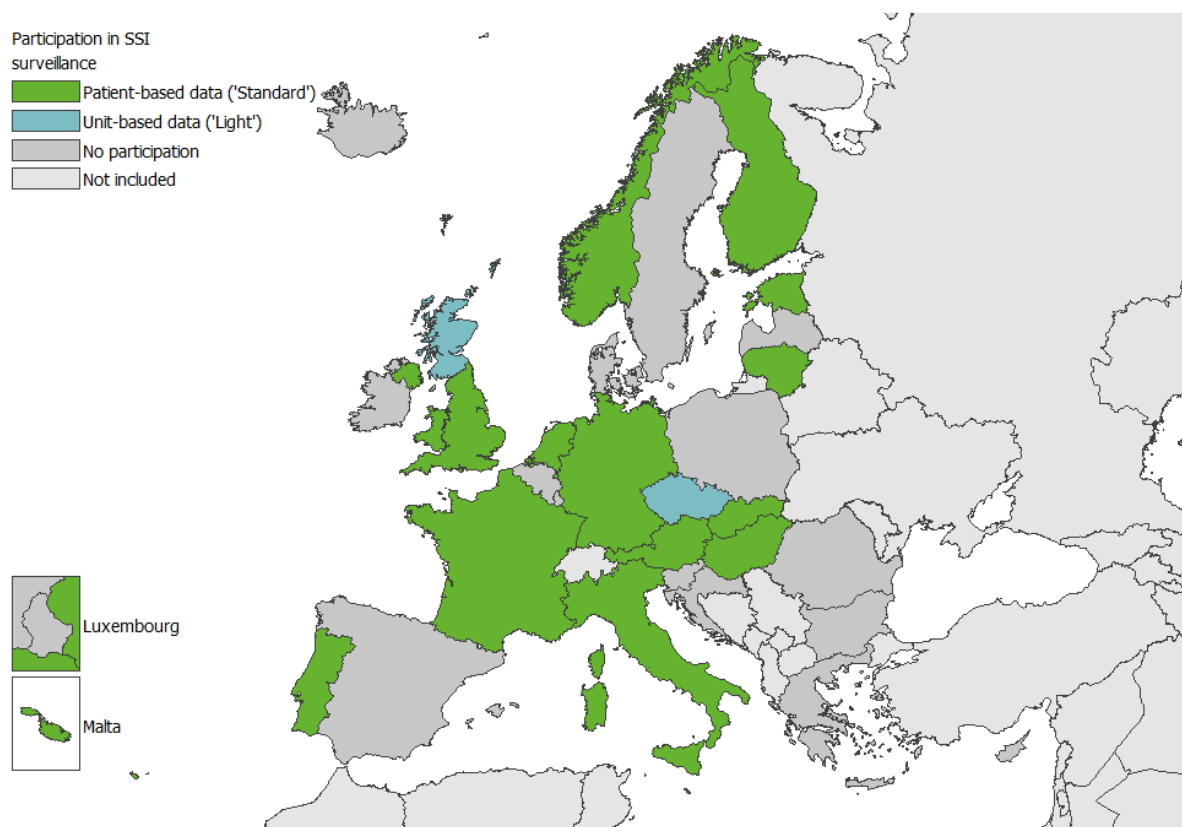 Participation in SSI
surveillance
Patient-based data ('Standard')
Unit-based data ('Light')
No participation
Not included
Luxembourg
Malta